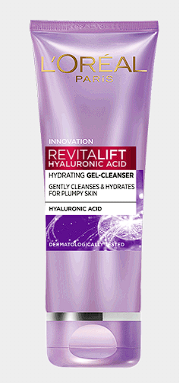 L'ORÉAL
PARIS
INNOVATION
REVITALIFT
HYALURONIC ACID
HYDRATING GEL-CLEANSER
GENTLY CLEANSES & HYDRATES
FOR PLUMPY SKIN
HYALURONIC ACID
DERMATOLOGICALLY TESTED